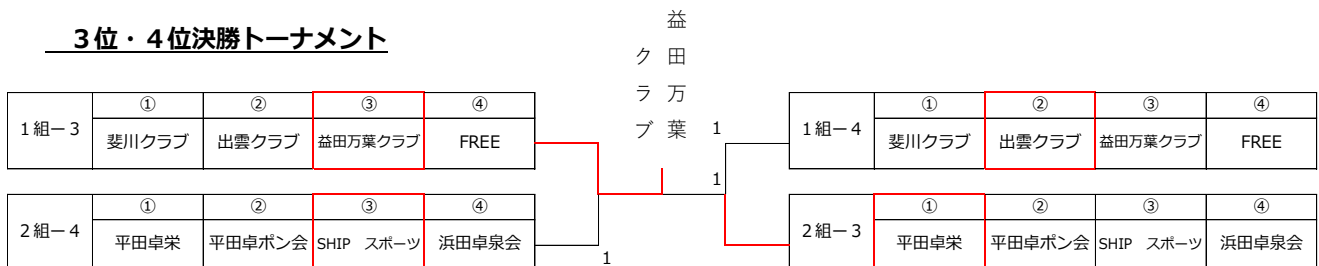 ３位・４位決勝トーナメント
益田万葉
クラブ
1組－3 ① ② ③ ④
斐川クラブ 出雲クラブ 益田万葉クラブ FREE
2組－4 ① ② ③ ④
平田卓栄 平田卓ポン会 SHIP　スポーツ 浜田卓泉会
1
1
1
1組－4 ① ② ③ ④
斐川クラブ 出雲クラブ 益田万葉クラブ FREE
2組－3 ① ② ③ ④
平田卓栄 平田卓ポン会 SHIP　スポーツ 浜田卓泉会